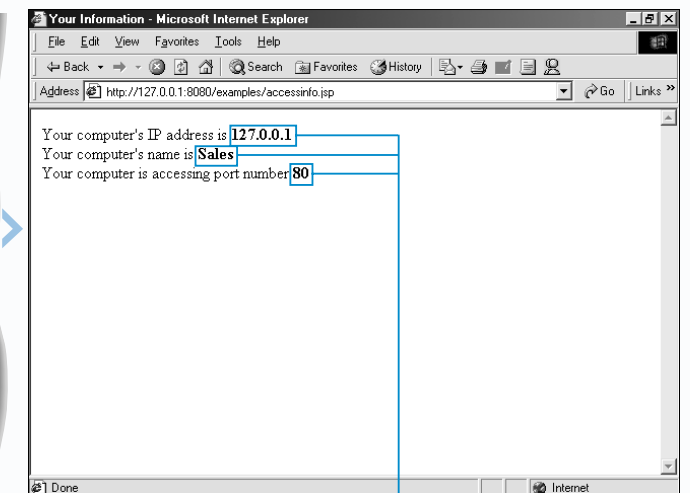 Your Information - Microsoft Internet Explorer
File Edit View Favorites Tools Help
Back Search Favorites History
Address http://127.0.0.1:8080/examples/accessinfo.jsp Go Links »
Your computer's IP address is 127.0.0.1
Your computer's name is Sales
Your computer is accessing port number 80
Done Internet